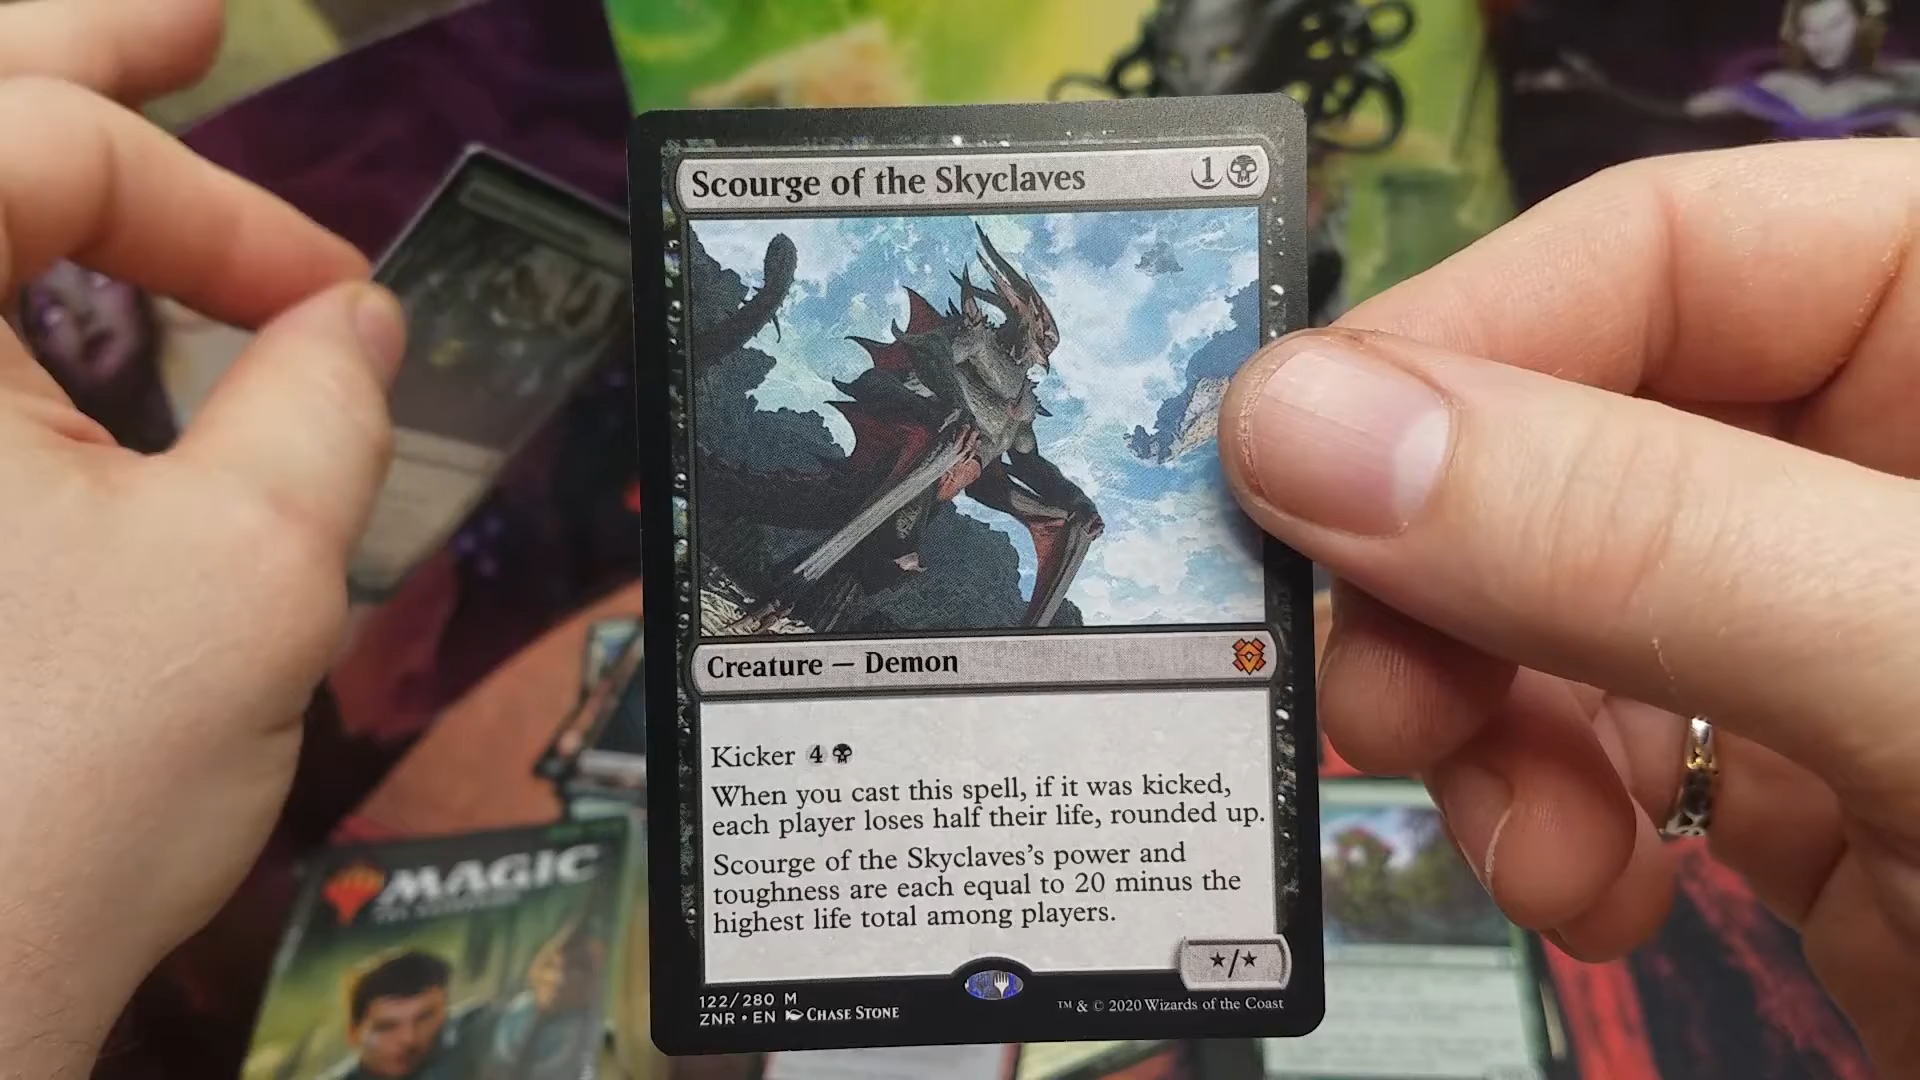 Scourge of the Skyclaves 1
Creature — Demon
Kicker 4
When you cast this spell, if it was kicked,
each player loses half their life, rounded up.
Scourge of the Skyclaves's power and
toughness are each equal to 20 minus the
highest life total among players.
★/★
122/280 M
ZNR • EN CHASE STONE
™ & © 2020 Wizards of the Coast
MAGIC